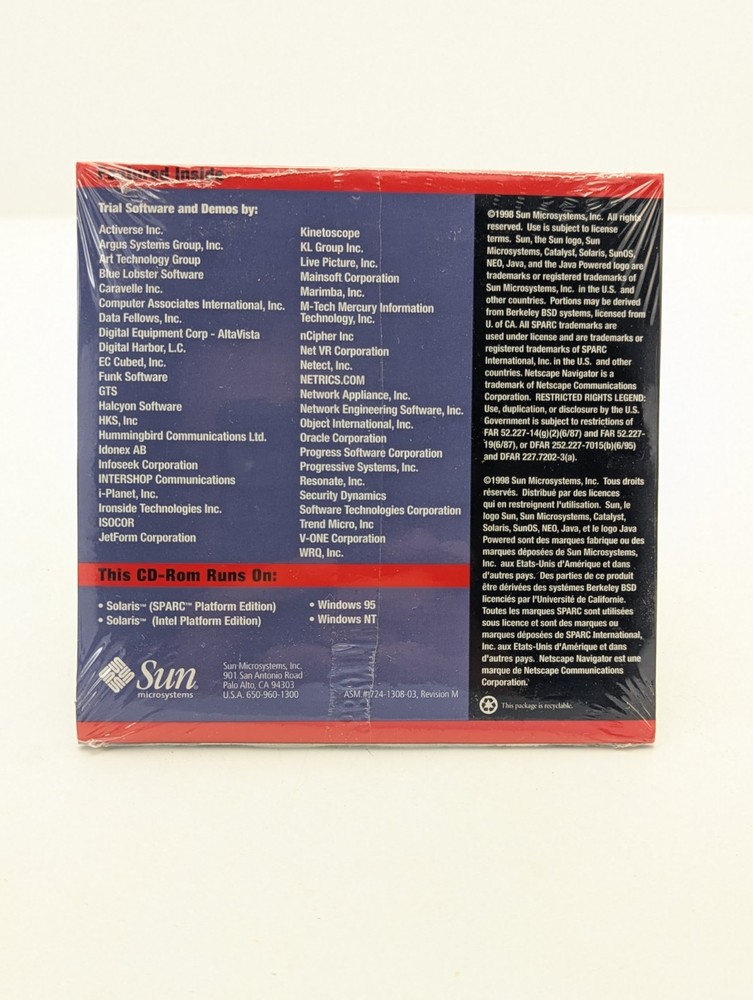 Featured Inside
Trial Software and Demos by:
Activerse Inc.
Argus Systems Group, Inc.
Art Technology Group
Blue Lobster Software
Caravelle Inc.
Computer Associates International, Inc.
Data Fellows, Inc.
Digital Equipment Corp - AltaVista
Digital Harbor, L.C.
EC Cubed, Inc.
Funk Software
GTS
Halcyon Software
HKS, Inc
Hummingbird Communications Ltd.
Idonex AB
Infoseek Corporation
INTERSHOP Communications
i-Planet, Inc.
Ironside Technologies Inc.
ISOCOR
JetForm Corporation
Kinetoscope
KL Group Inc.
Live Picture, Inc.
Mainsoft Corporation
Marimba, Inc.
M-Tech Mercury Information
Technology, Inc.
nCipher Inc
Net VR Corporation
Netect, Inc.
NETRICS.COM
Network Appliance, Inc.
Network Engineering Software, Inc.
Object International, Inc.
Oracle Corporation
Progress Software Corporation
Progressive Systems, Inc.
Resonate, Inc.
Security Dynamics
Software Technologies Corporation
Trend Micro, Inc
V-ONE Corporation
WRQ, Inc.
This CD-Rom Runs On:
• Solaris™ (SPARC™ Platform Edition)
• Solaris™ (Intel Platform Edition)
• Windows 95
• Windows NT
Sun
microsystems
Sun Microsystems, Inc.
901 San Antonio Road
Palo Alto, CA 94303
U.S.A. 650-960-1300
ASM # 724-1308-03, Revision M
©1998 Sun Microsystems, Inc. All rights
reserved. Use is subject to license
terms. Sun, the Sun logo, Sun
Microsystems, Catalyst, Solaris, SunOS,
NEO, Java, and the Java Powered logo are
trademarks or registered trademarks of
Sun Microsystems, Inc. in the U.S. and
other countries. Portions may be derived
from Berkeley BSD systems, licensed from
U. of CA. All SPARC trademarks are
used under license and are trademarks or
registered trademarks of SPARC
International, Inc. in the U.S. and other
countries. Netscape Navigator is a
trademark of Netscape Communications
Corporation. RESTRICTED RIGHTS LEGEND:
Use, duplication, or disclosure by the U.S.
Government is subject to restrictions of
FAR 52.227-14(g)(2)(6/87) and FAR 52.227-
19(6/87), or DFAR 252.227-7015(b)(6/95)
and DFAR 227.7202-3(a).
©1998 Sun Microsystems, Inc. Tous droits
réservés. Distribué par des licences
qui en restreignent l'utilisation. Sun, le
logo Sun, Sun Microsystems, Catalyst,
Solaris, SunOS, NEO, Java, et le logo Java
Powered sont des marques fabrique ou des
marques déposées de Sun Microsystems,
Inc. aux Etats-Unis d'Amérique et dans
d'autres pays. Des parties de ce produit
être dérivées des systèmes Berkeley BSD
licenciés par l'Université de Californie.
Toutes les marques SPARC sont utilisées
sous licence et sont des marques ou
marques déposées de SPARC International,
Inc. aux Etats-Unis d'Amérique et dans
d'autres pays. Netscape Navigator est une
marque de Netscape Communications
Corporation.
This package is recyclable.